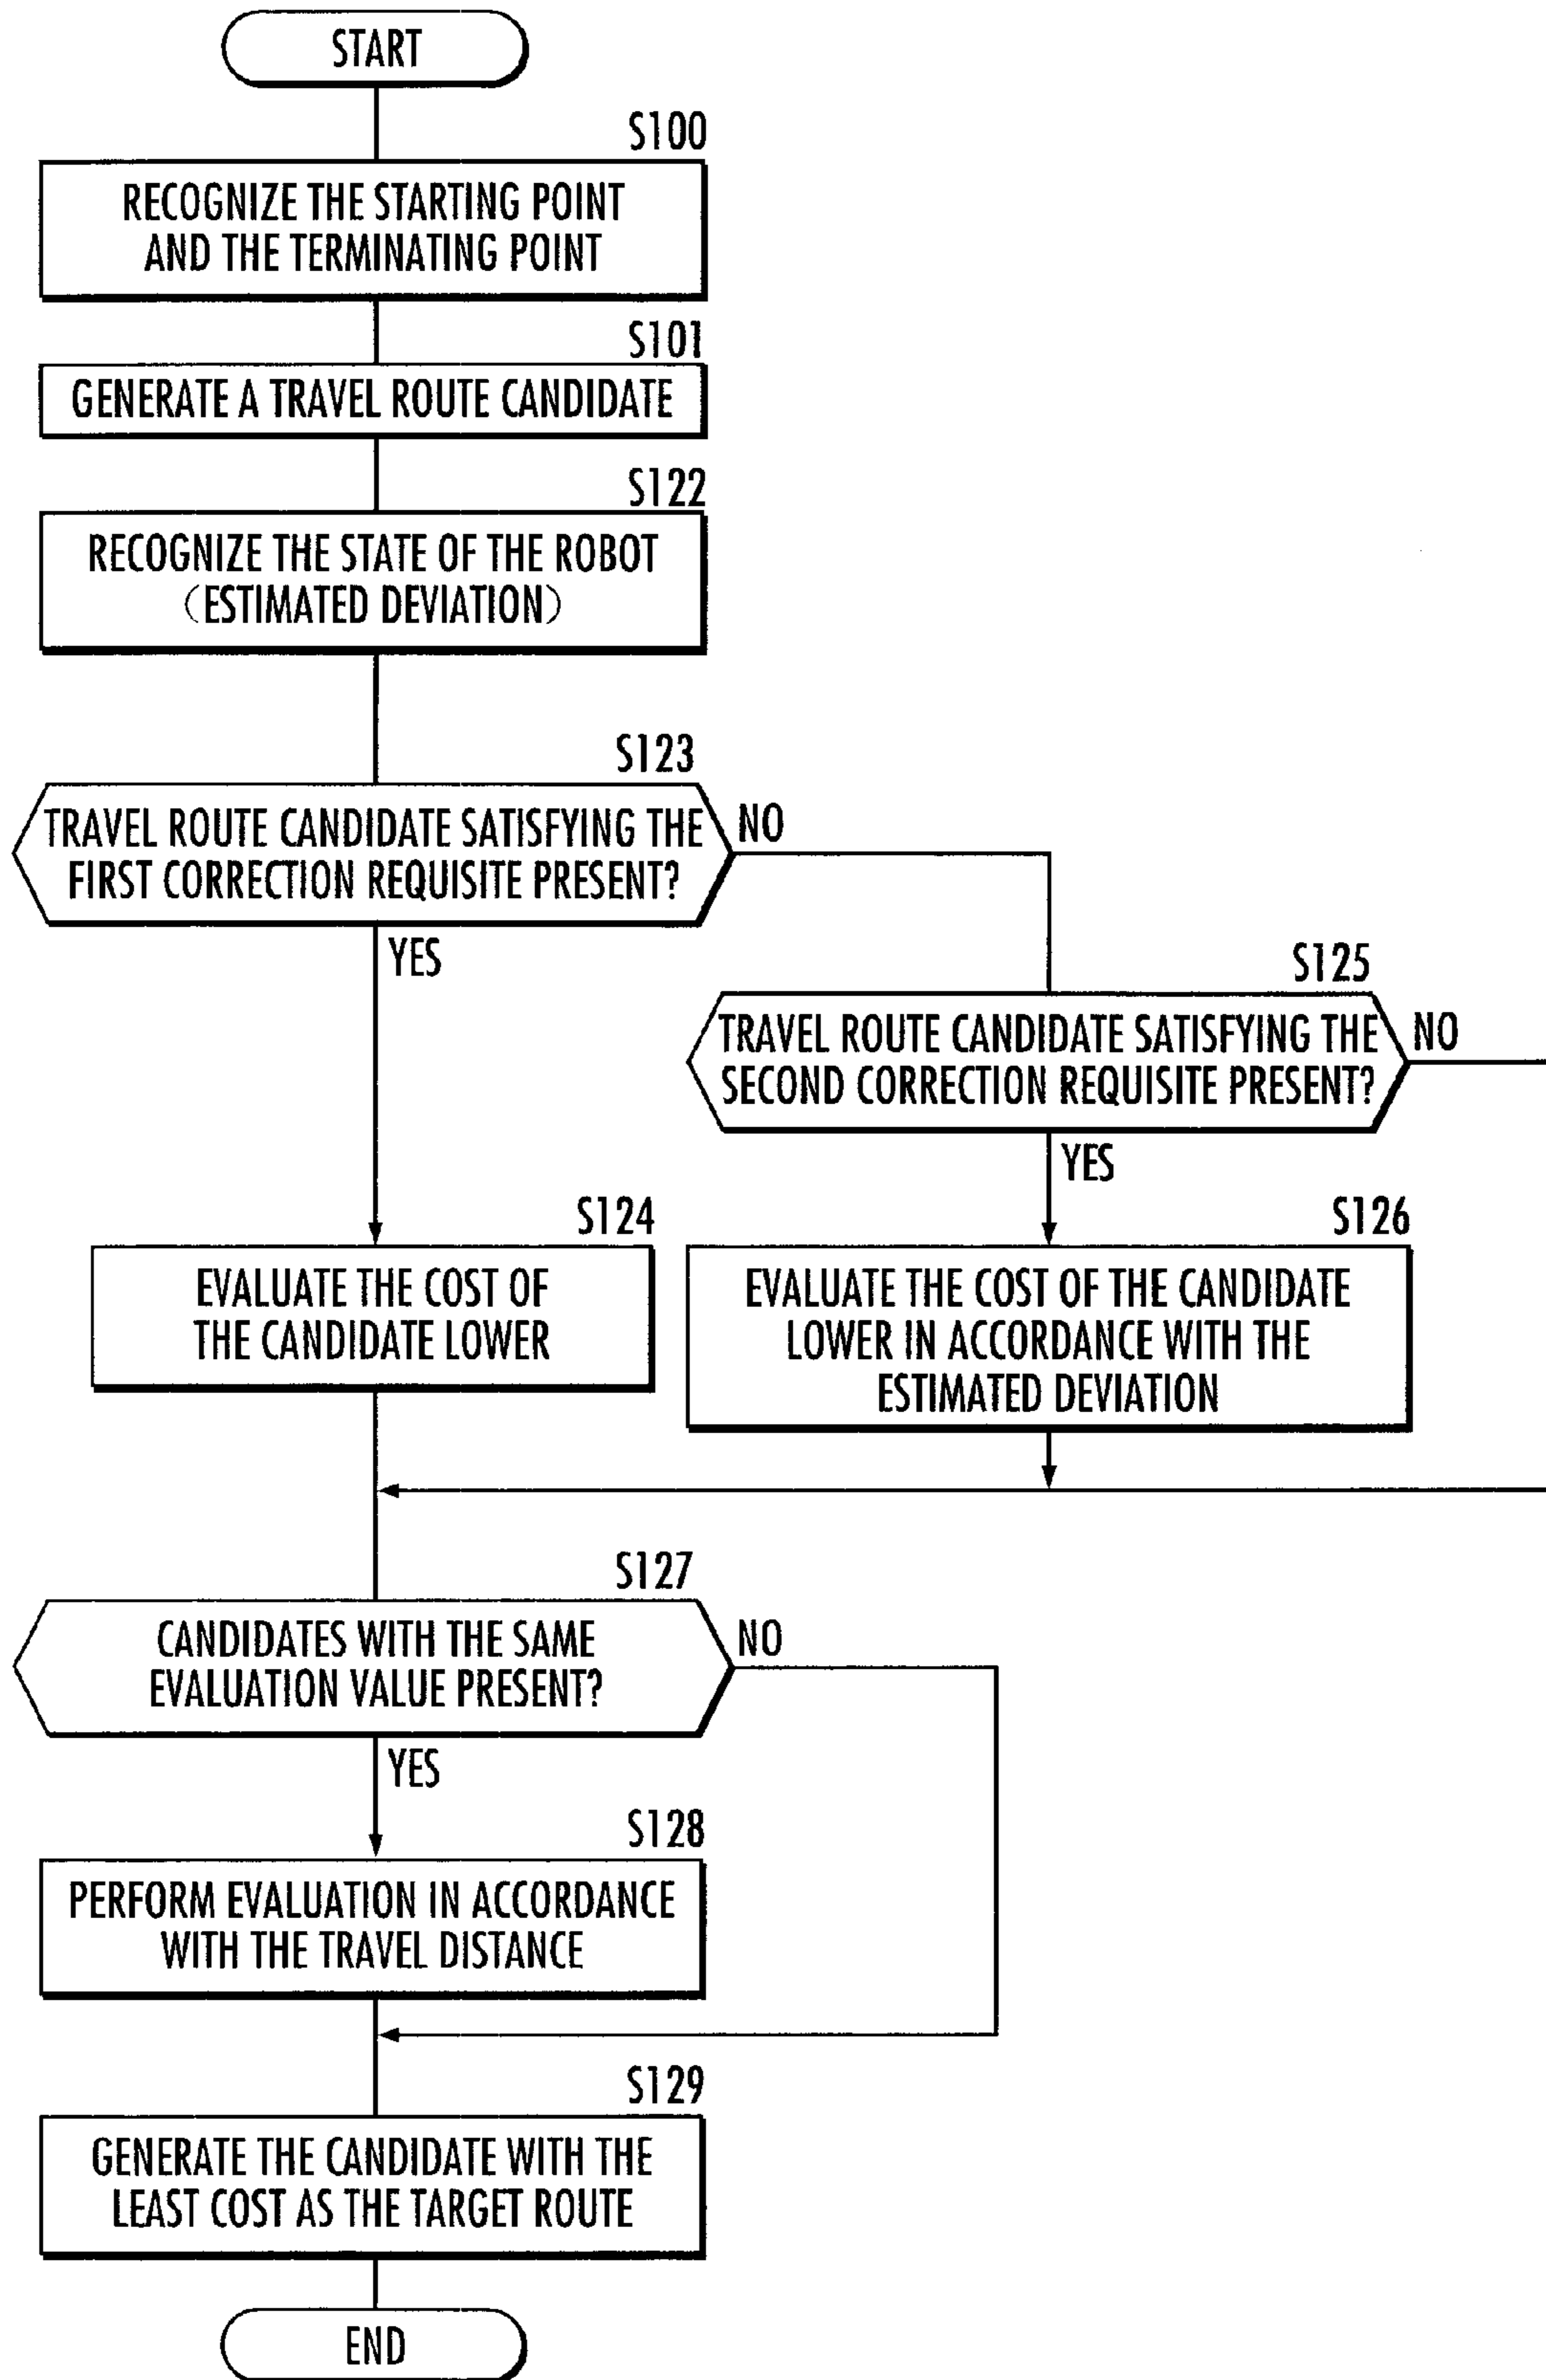 START
S100
RECOGNIZE THE STARTING POINT
AND THE TERMINATING POINT
S101
GENERATE A TRAVEL ROUTE CANDIDATE
S122
RECOGNIZE THE STATE OF THE ROBOT
(ESTIMATED DEVIATION)
S123
TRAVEL ROUTE CANDIDATE SATISFYING THE
FIRST CORRECTION REQUISITE PRESENT?
NO
YES
S125
TRAVEL ROUTE CANDIDATE SATISFYING THE
SECOND CORRECTION REQUISITE PRESENT?
NO
YES
S124
EVALUATE THE COST OF
THE CANDIDATE LOWER
S126
EVALUATE THE COST OF THE CANDIDATE
LOWER IN ACCORDANCE WITH THE
ESTIMATED DEVIATION
S127
CANDIDATES WITH THE SAME
EVALUATION VALUE PRESENT?
NO
YES
S128
PERFORM EVALUATION IN ACCORDANCE
WITH THE TRAVEL DISTANCE
S129
GENERATE THE CANDIDATE WITH THE
LEAST COST AS THE TARGET ROUTE
END